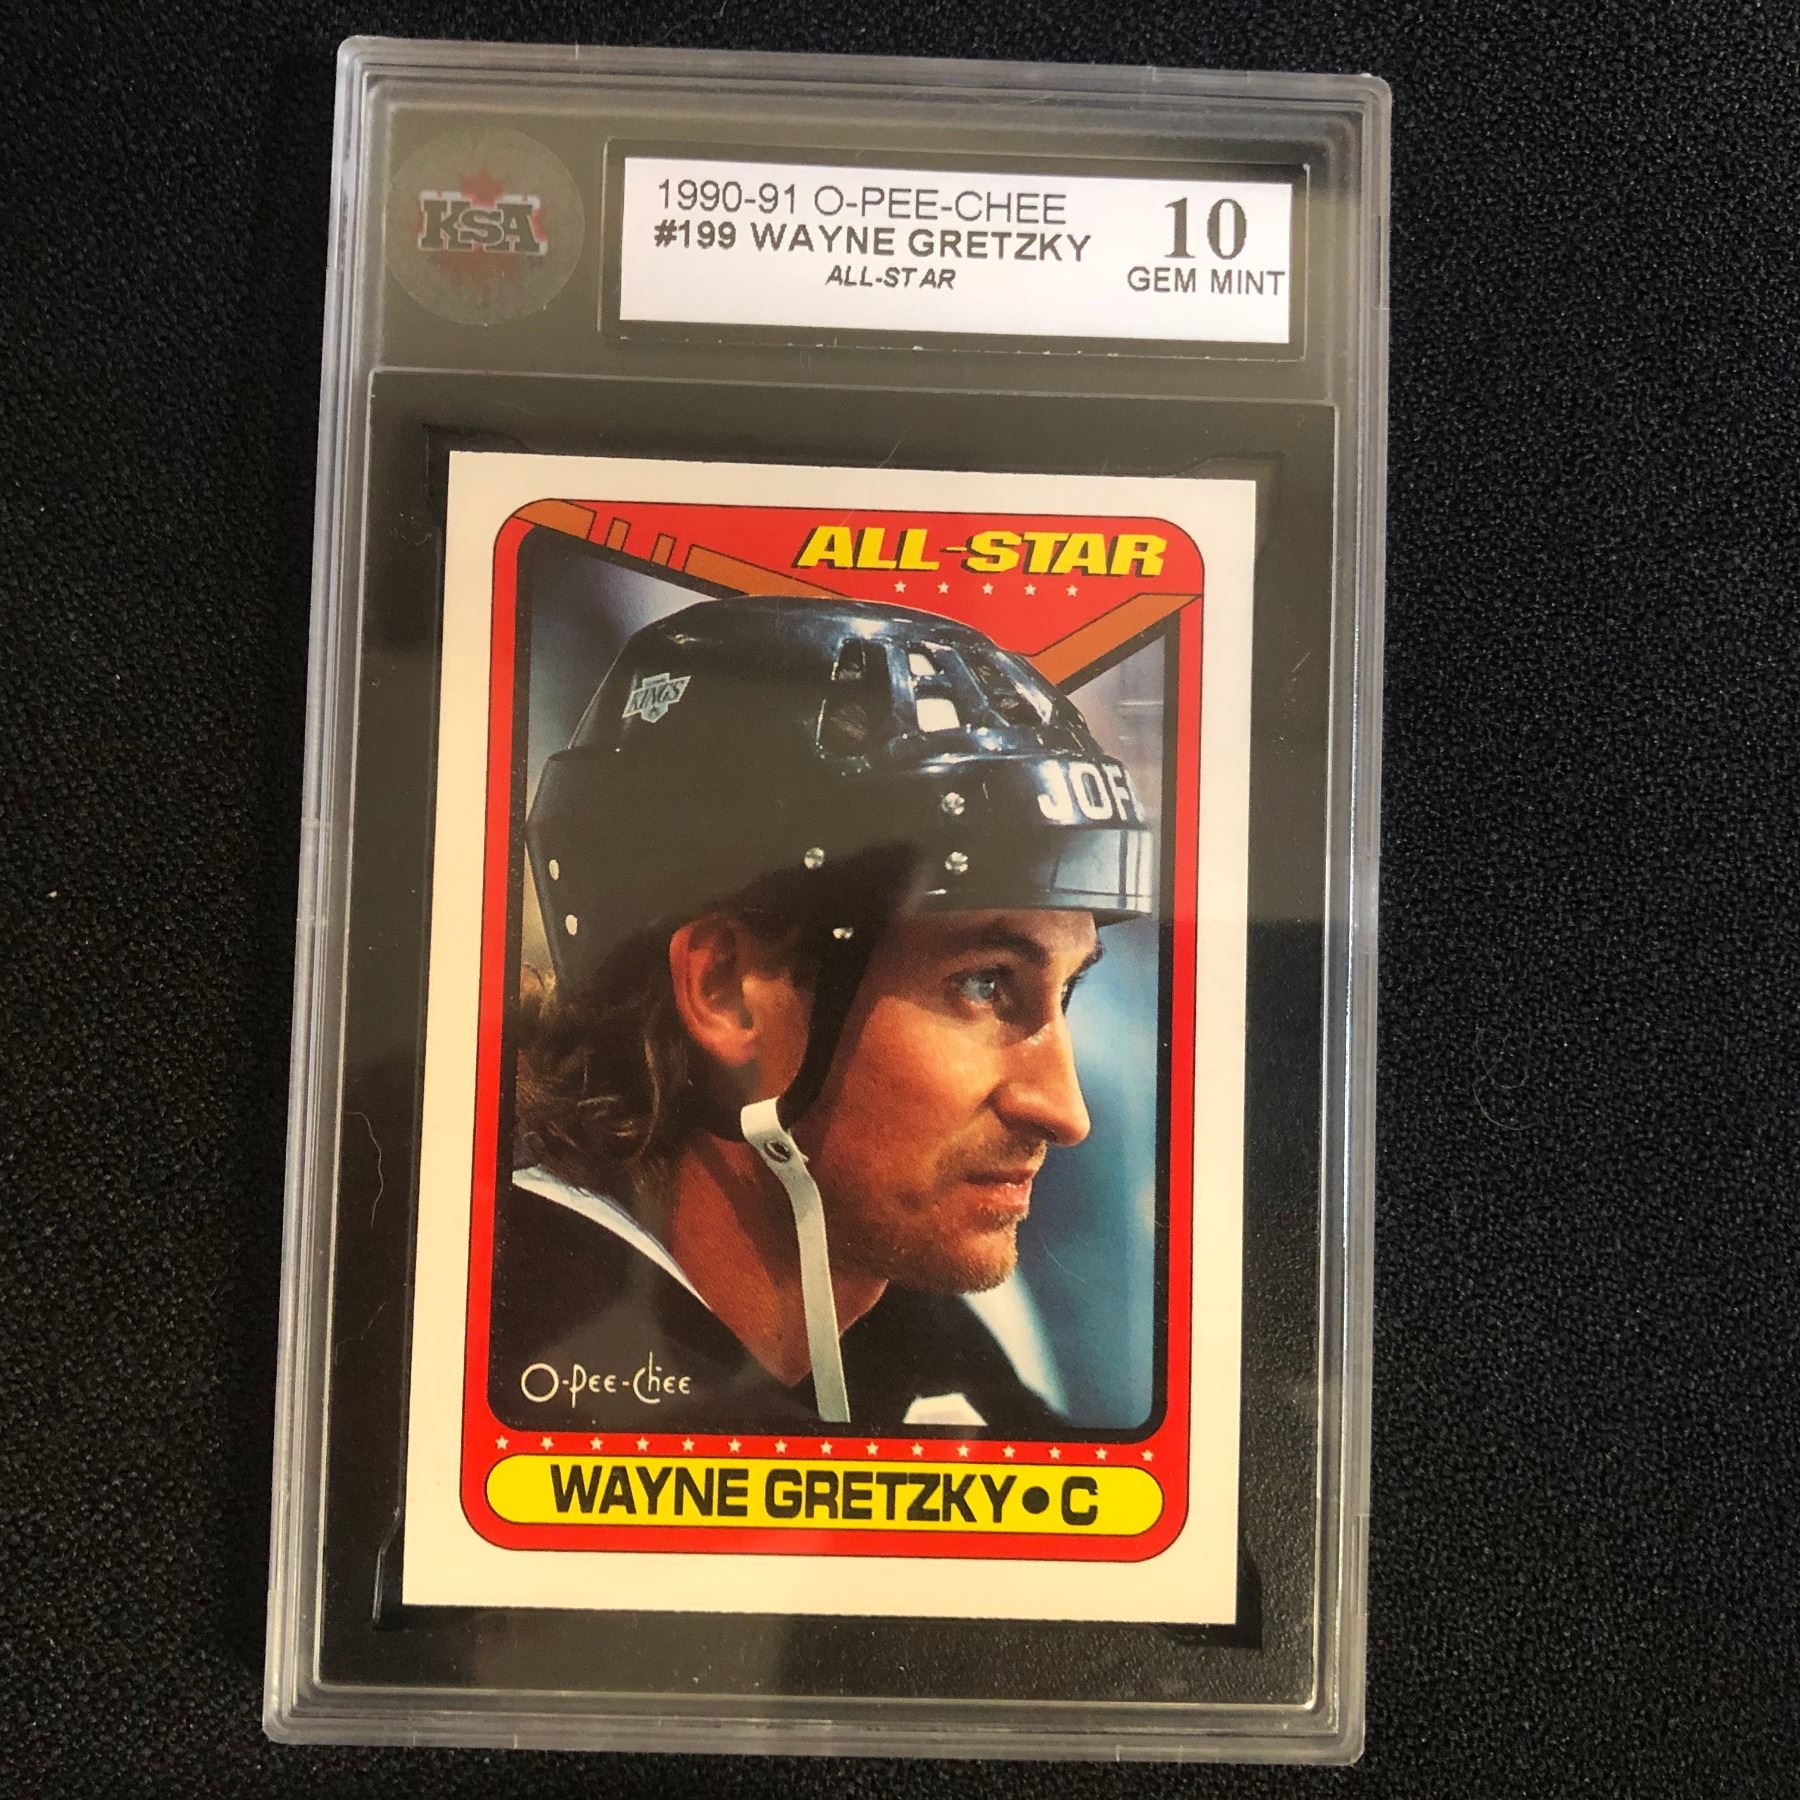 KSA
1990-91 O-PEE-CHEE
#199 WAYNE GRETZKY
ALL-STAR
10
GEM MINT
ALL-STAR
KINGS
JOF
O-Pee-Chee
WAYNE GRETZKY•C